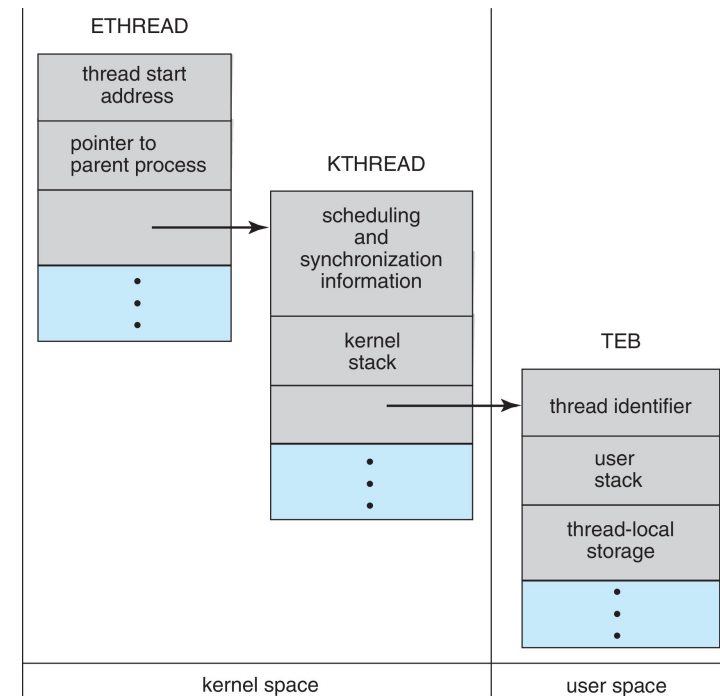 ETHREAD
thread start
address
pointer to
parent process
KTHREAD
scheduling
and
synchronization
information
kernel
stack
TEB
thread identifier
user
stack
thread-local
storage
kernel space
user space